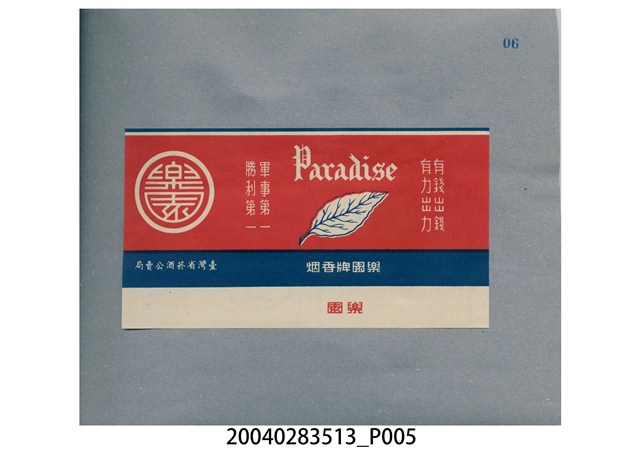 06
樂園
軍事第一
勝利第一
Paradise
有錢出錢
有力出力
臺灣省菸酒公賣局
樂園牌香烟
樂園
20040283513_P005